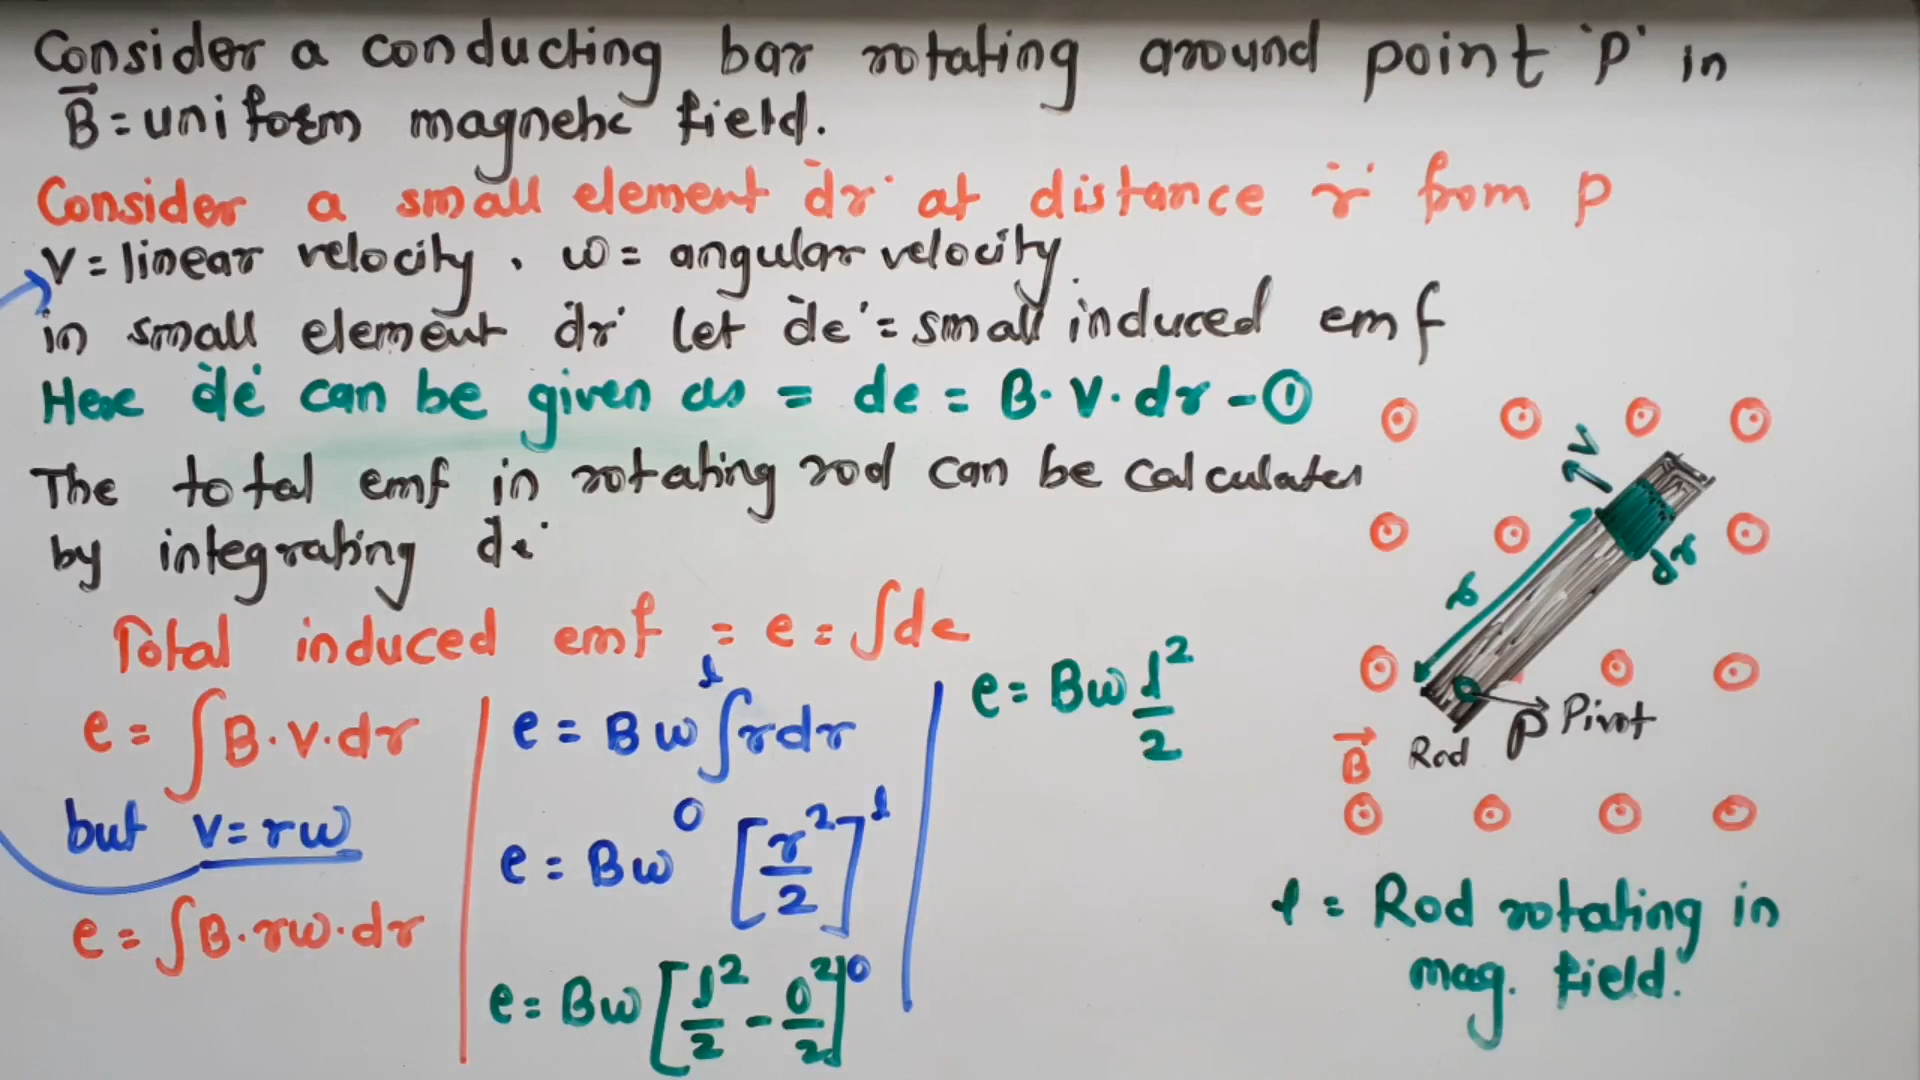 Consider a conducting bar rotating around point 'P' in
B⃗ = uniform magnetic field.
Consider a small element 'dr' at distance 'r' from P
V = linear velocity, ω = angular velocity
in small element 'dr' let 'de' = small induced emf
Here 'de' can be given as = de = B·V·dr - ①
The total emf in rotating rod can be calculates
by integrating 'de'
Total induced emf = e = ∫de
e = ∫B·V·dr
but V = rω
e = ∫B·rω·dr
e = Bω ∫₀ˡ r dr
e = Bω [r²/2]ˡ₀
e = Bω [l²/2 - 0²/2]
e = Bω l²/2
V
dr
r
P Pivot
Rod
B⃗
l = Rod rotating in
mag. field.